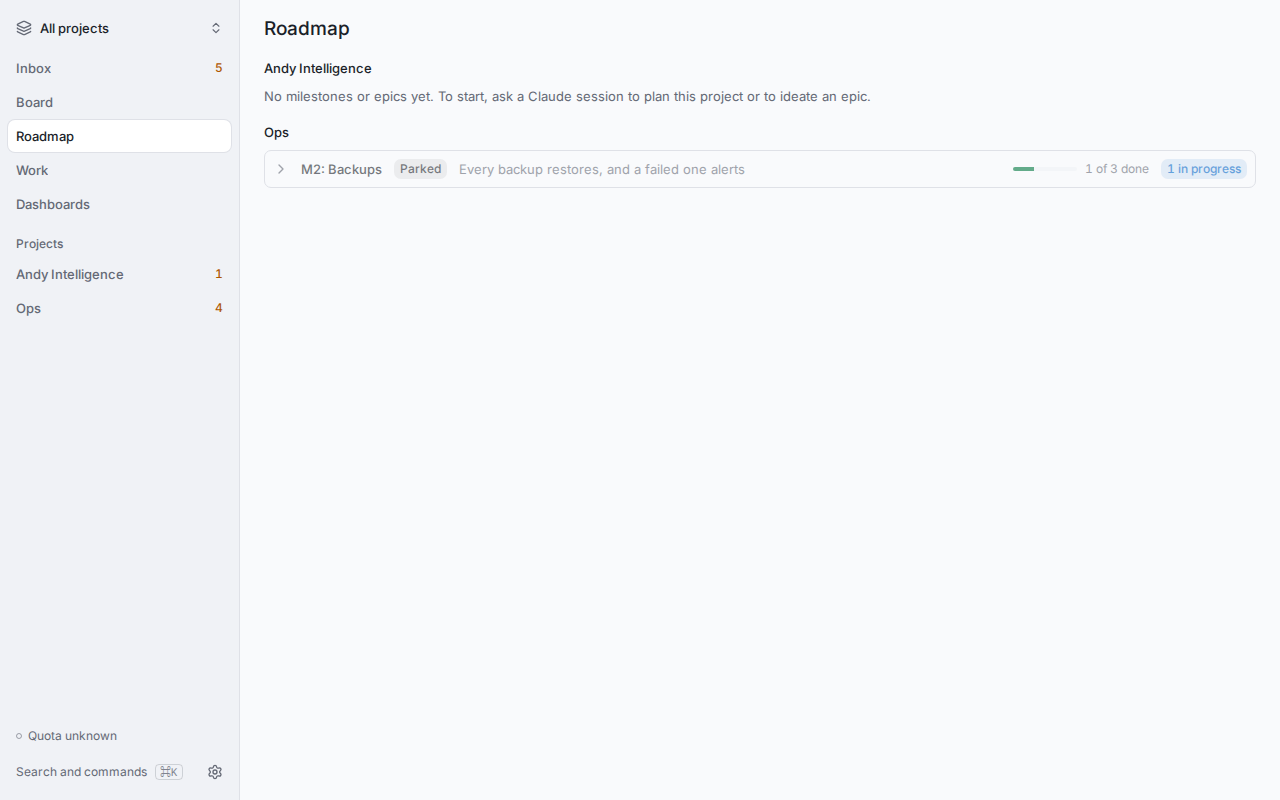 All projects
Inbox 5
Board
Roadmap
Work
Dashboards
Projects
Andy Intelligence 1
Ops 4
Quota unknown
Search and commands ⌘K
Roadmap
Andy Intelligence
No milestones or epics yet. To start, ask a Claude session to plan this project or to ideate an epic.
Ops
M2: Backups Parked Every backup restores, and a failed one alerts 1 of 3 done 1 in progress